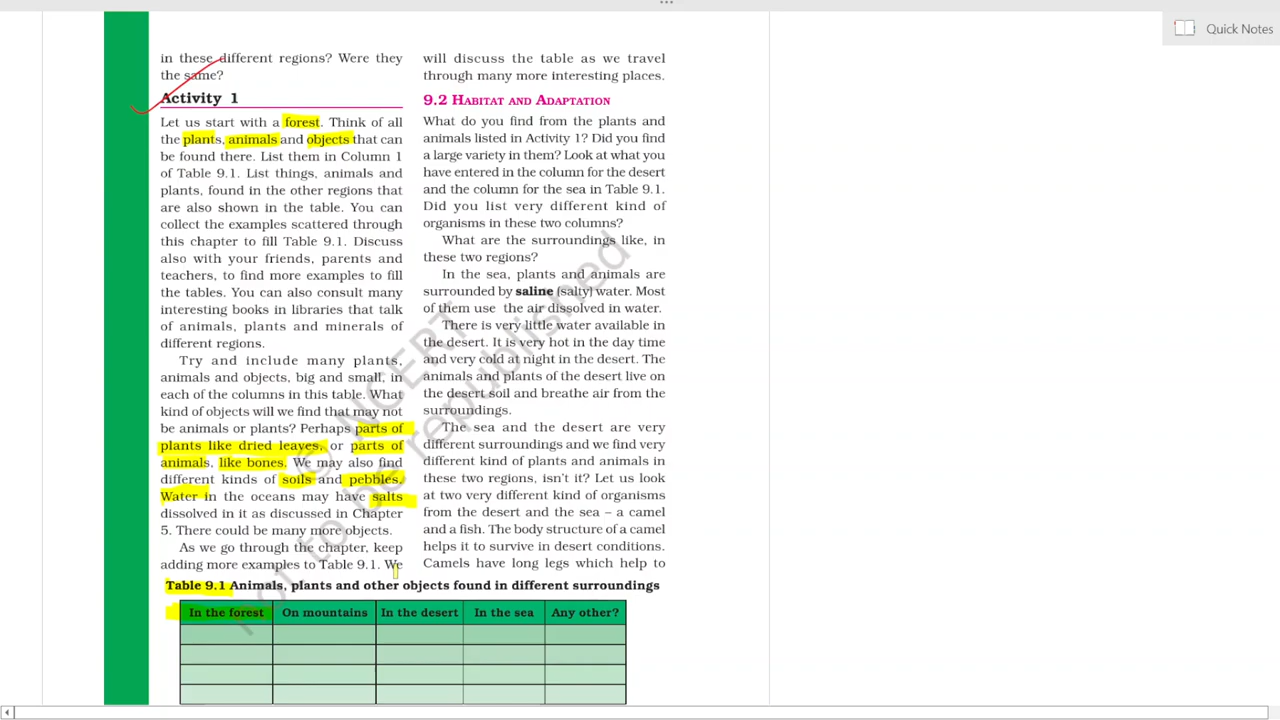 Quick Notes
in these different regions? Were they
the same?
Activity 1
Let us start with a forest. Think of all
the plants, animals and objects that can
be found there. List them in Column 1
of Table 9.1. List things, animals and
plants, found in the other regions that
are also shown in the table. You can
collect the examples scattered through
this chapter to fill Table 9.1. Discuss
also with your friends, parents and
teachers, to find more examples to fill
the tables. You can also consult many
interesting books in libraries that talk
of animals, plants and minerals of
different regions.
Try and include many plants,
animals and objects, big and small, in
each of the columns in this table. What
kind of objects will we find that may not
be animals or plants? Perhaps parts of
plants like dried leaves, or parts of
animals, like bones. We may also find
different kinds of soils and pebbles.
Water in the oceans may have salts
dissolved in it as discussed in Chapter
5. There could be many more objects.
As we go through the chapter, keep
adding more examples to Table 9.1. We
will discuss the table as we travel
through many more interesting places.
9.2 HABITAT AND ADAPTATION
What do you find from the plants and
animals listed in Activity 1? Did you find
a large variety in them? Look at what you
have entered in the column for the desert
and the column for the sea in Table 9.1.
Did you list very different kind of
organisms in these two columns?
What are the surroundings like, in
these two regions?
In the sea, plants and animals are
surrounded by saline (salty) water. Most
of them use the air dissolved in water.
There is very little water available in
the desert. It is very hot in the day time
and very cold at night in the desert. The
animals and plants of the desert live on
the desert soil and breathe air from the
surroundings.
The sea and the desert are very
different surroundings and we find very
different kind of plants and animals in
these two regions, isn't it? Let us look
at two very different kind of organisms
from the desert and the sea – a camel
and a fish. The body structure of a camel
helps it to survive in desert conditions.
Camels have long legs which help to
Table 9.1 Animals, plants and other objects found in different surroundings
In the forest On mountains In the desert In the sea Any other?
© NCERT
not to be republished